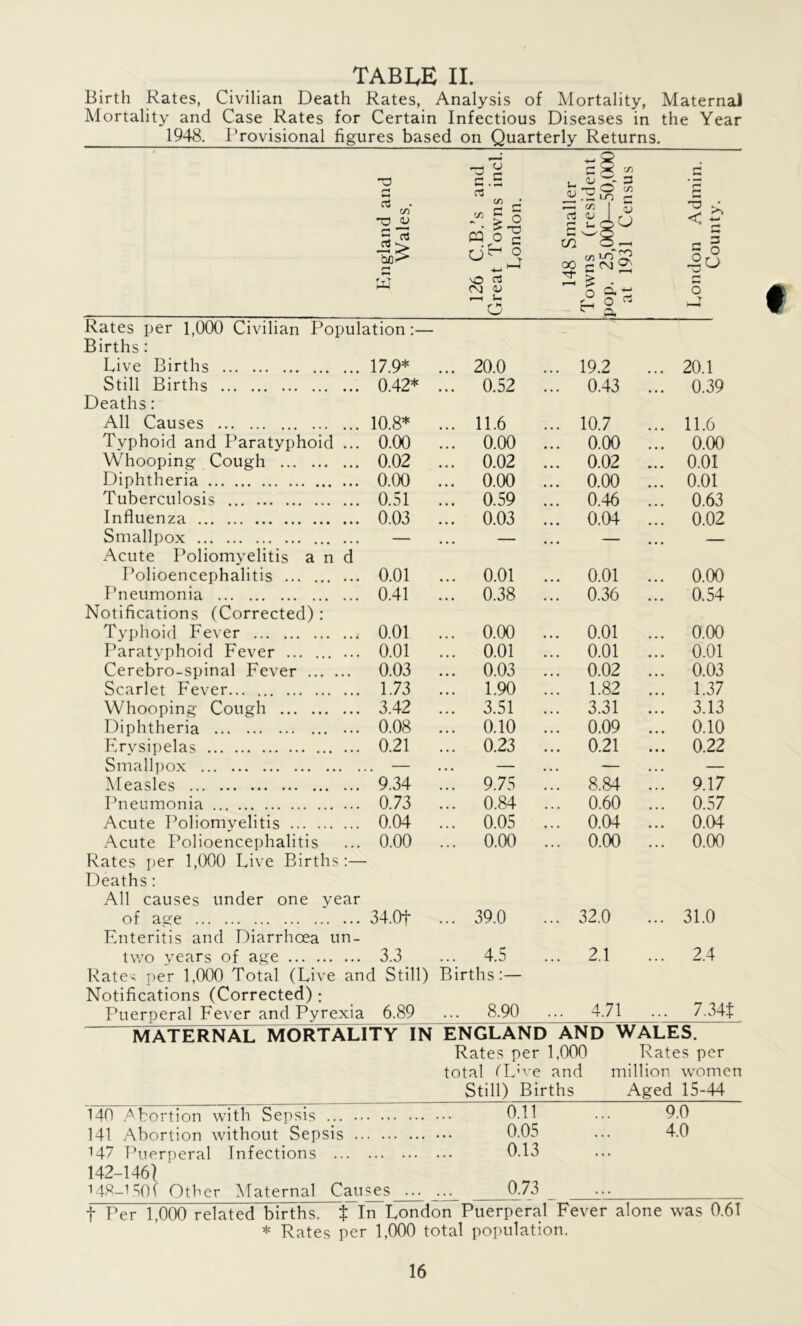 TABLE II.
Birth Rates, Civilian Death Rates, Analysis of Mortality, Maternal
Mortality and Case Rates for Certain Infectious Diseases in the Year
1948. Provisional figures based on Quarterly Returns.
England and Wales.
126 C.B.'s and Great Towns incl. London.
148 Smaller Towns (resident pop. 25,000—50,000 at 1931 Census
London Admin. County.
Rates per 1,000 Civilian Population:—
Births:
Live Births ... ... ... ... ... ... 17.9* ... 20.0 ... 19.2 ... 20.1
Still Births ... ... ... ... ... ... 0.42* ... 0.52 ... 0.43 ... 0.39
Deaths:
All Causes ... ... ... ... ... ... 10.8* ... 11.6 ... 10.7 ... 11.6
Typhoid and Paratyphoid ... 0.00 ... 0.00 ... 0.00 ... 0.00
Whooping Cough ... ... ... 0.02 ... 0.02 ... 0.02 ... 0.01
Diphtheria ... ... ... ... ... ... 0.00 ... 0.00 ... 0.00 ... 0.01
Tuberculosis ... ... ... ... ... 0.51 ... 0.59 ... 0.46 ... 0.63
Influenza ... ... ... ... ... ... 0.03 ... 0.03 ... 0.04 ... 0.02
Smallpox ... ... ... ... ... ... — ... — ... — ... —
Acute Poliomyelitis and
Polioencephalitis ... ... ... 0.01 ... 0.01 ... 0.01 ... 0.00
Pneumonia ... ... ... ... ... ... 0.41 ... 0.38 ... 0.36 ... 0.54
Notifications (Corrected):
Typhoid Fever ... ... ... ... 0.01 ... 0.00 ... 0.01 ... 0.00
Paratyphoid Fever ... ... ... 0.01 ... 0.01 ... 0.01 ... 0.01
Cerebro-spinal Fever ... ... 0.03 ... 0.03 ... 0.02 ... 0.03
Scarlet Fever... ... ... ... ... 1.73 ... 1.90 ... 1.82 ... 1.37
Whooping Cough ... ... ... 3.42 ... 3.51 ... 3.31 ... 3.13
Diphtheria ... ... ... ... ... ... 0.08 ... 0.10 ... 0.09 ... 0.10
Erysipelas ... ... ... ... ... ... 0.21 ... 0.23 ... 0.21 ... 0.22
Smallpox ... ... ... ... ... ... — ... — ... — ... —
Measles ... ... ... ... ... ... ... 9.34 ... 9.75 ... 8.84 ... 9.17
Pneumonia ... ... ... ... ... ... 0.73 ... 0.84 ... 0.60 ... 0.57
Acute Poliomyelitis ... ... ... 0.04 ... 0.05 ... 0.04 ... 0.04
Acute Polioencephalitis ... 0.00 ... 0.00 ... 0.00 ... 0.00
Rates per 1,000 Live Births:—
Deaths:
All causes under one year
of age ... ... ... ... ... ... ... 34.0† ... 39.0 ... 32.0 ... 31.0
Enteritis and Diarrhœa un-
two years of age ... ... ... 3.3 ... 4.5 ... 2.1 ... 2.4
Rates per 1,000 Total (Live and Still) Births:—
Notifications (Corrected):
Puerperal Fever and Pyrexia 6.89 ... 8.90 ... 4.71 ... 7.34‡
MATERNAL MORTALITY IN ENGLAND AND WALES.
Rates per 1,000 Rates per
total (Live and million women
Still) Births Aged 15-44
140 Abortion with Sepsis ... ... ... ... ... 0.11 ... 9.0
141 Abortion without Sepsis ... ... ... ... 0.05 ... 4.0
147 Puerperal Infections ... ... ... ... 0.13 ...
142-146}
148-150{ Other Maternal Causes ... ... 0.73 ...
† Per 1,000 related births. ‡ In London Puerperal Fever alone was 0.61
* Rates per 1,000 total population.
16